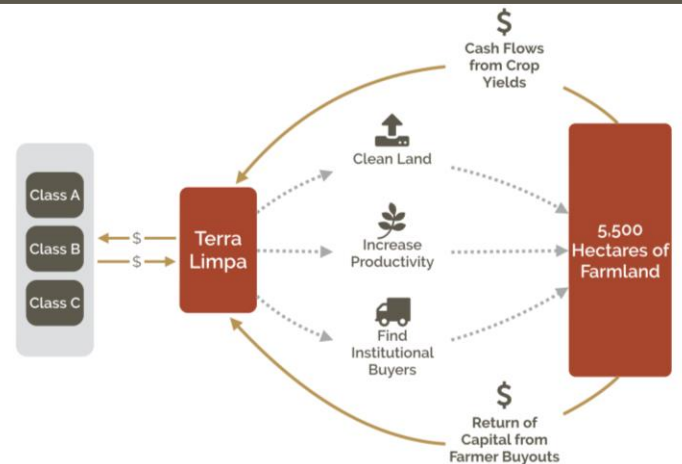 $
Cash Flows
from Crop
Yields
Clean Land
Class A
Class B
Class C
$
$
Terra
Limpa
Increase
Productivity
5,500
Hectares of
Farmland
Find
Institutional
Buyers
$
Return of
Capital from
Farmer Buyouts